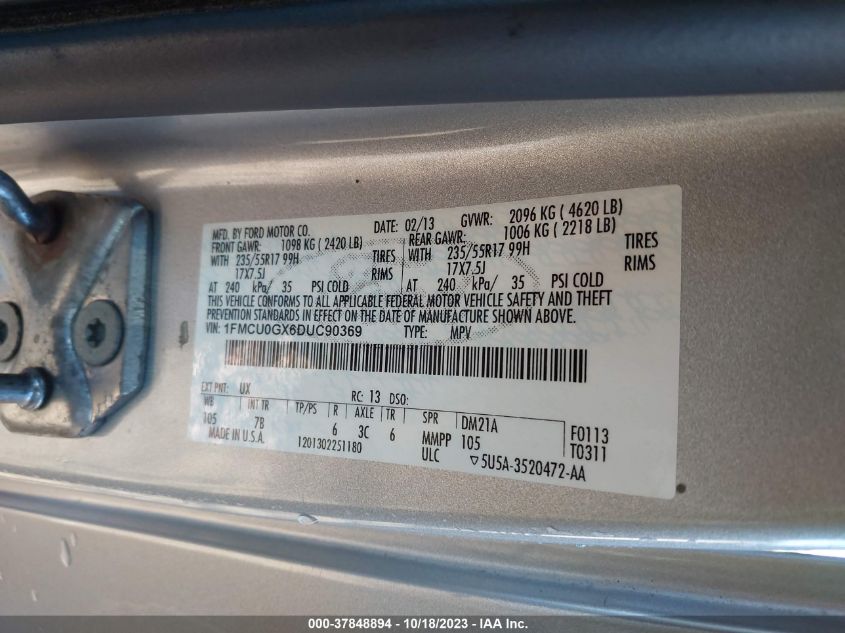 MFD. BY FORD MOTOR CO. DATE: 02/13 GVWR: 2096 KG ( 4620 LB)
FRONT GAWR: 1098 KG ( 2420 LB) REAR GAWR: 1006 KG ( 2218 LB)
WITH 235/55R17 99H TIRES WITH 235/55R17 99H TIRES
17X7.5J RIMS 17X7.5J RIMS
AT 240 kPa/ 35 PSI COLD AT 240 kPa/ 35 PSI COLD
THIS VEHICLE CONFORMS TO ALL APPLICABLE FEDERAL MOTOR VEHICLE SAFETY AND THEFT
PREVENTION STANDARDS IN EFFECT ON THE DATE OF MANUFACTURE SHOWN ABOVE.
VIN: 1FMCU0GX6DUC90369 TYPE: MPV
EXT PNT: UX RC: 13 DSO:
WB INT TR TP/PS R AXLE TR SPR DM21A F0113
105 7B 6 3C 6 MMPP 105 T0311
MADE IN U.S.A. 1201302251180 ULC ▽5U5A-3520472-AA
000-37848894 - 10/18/2023 - IAA Inc.